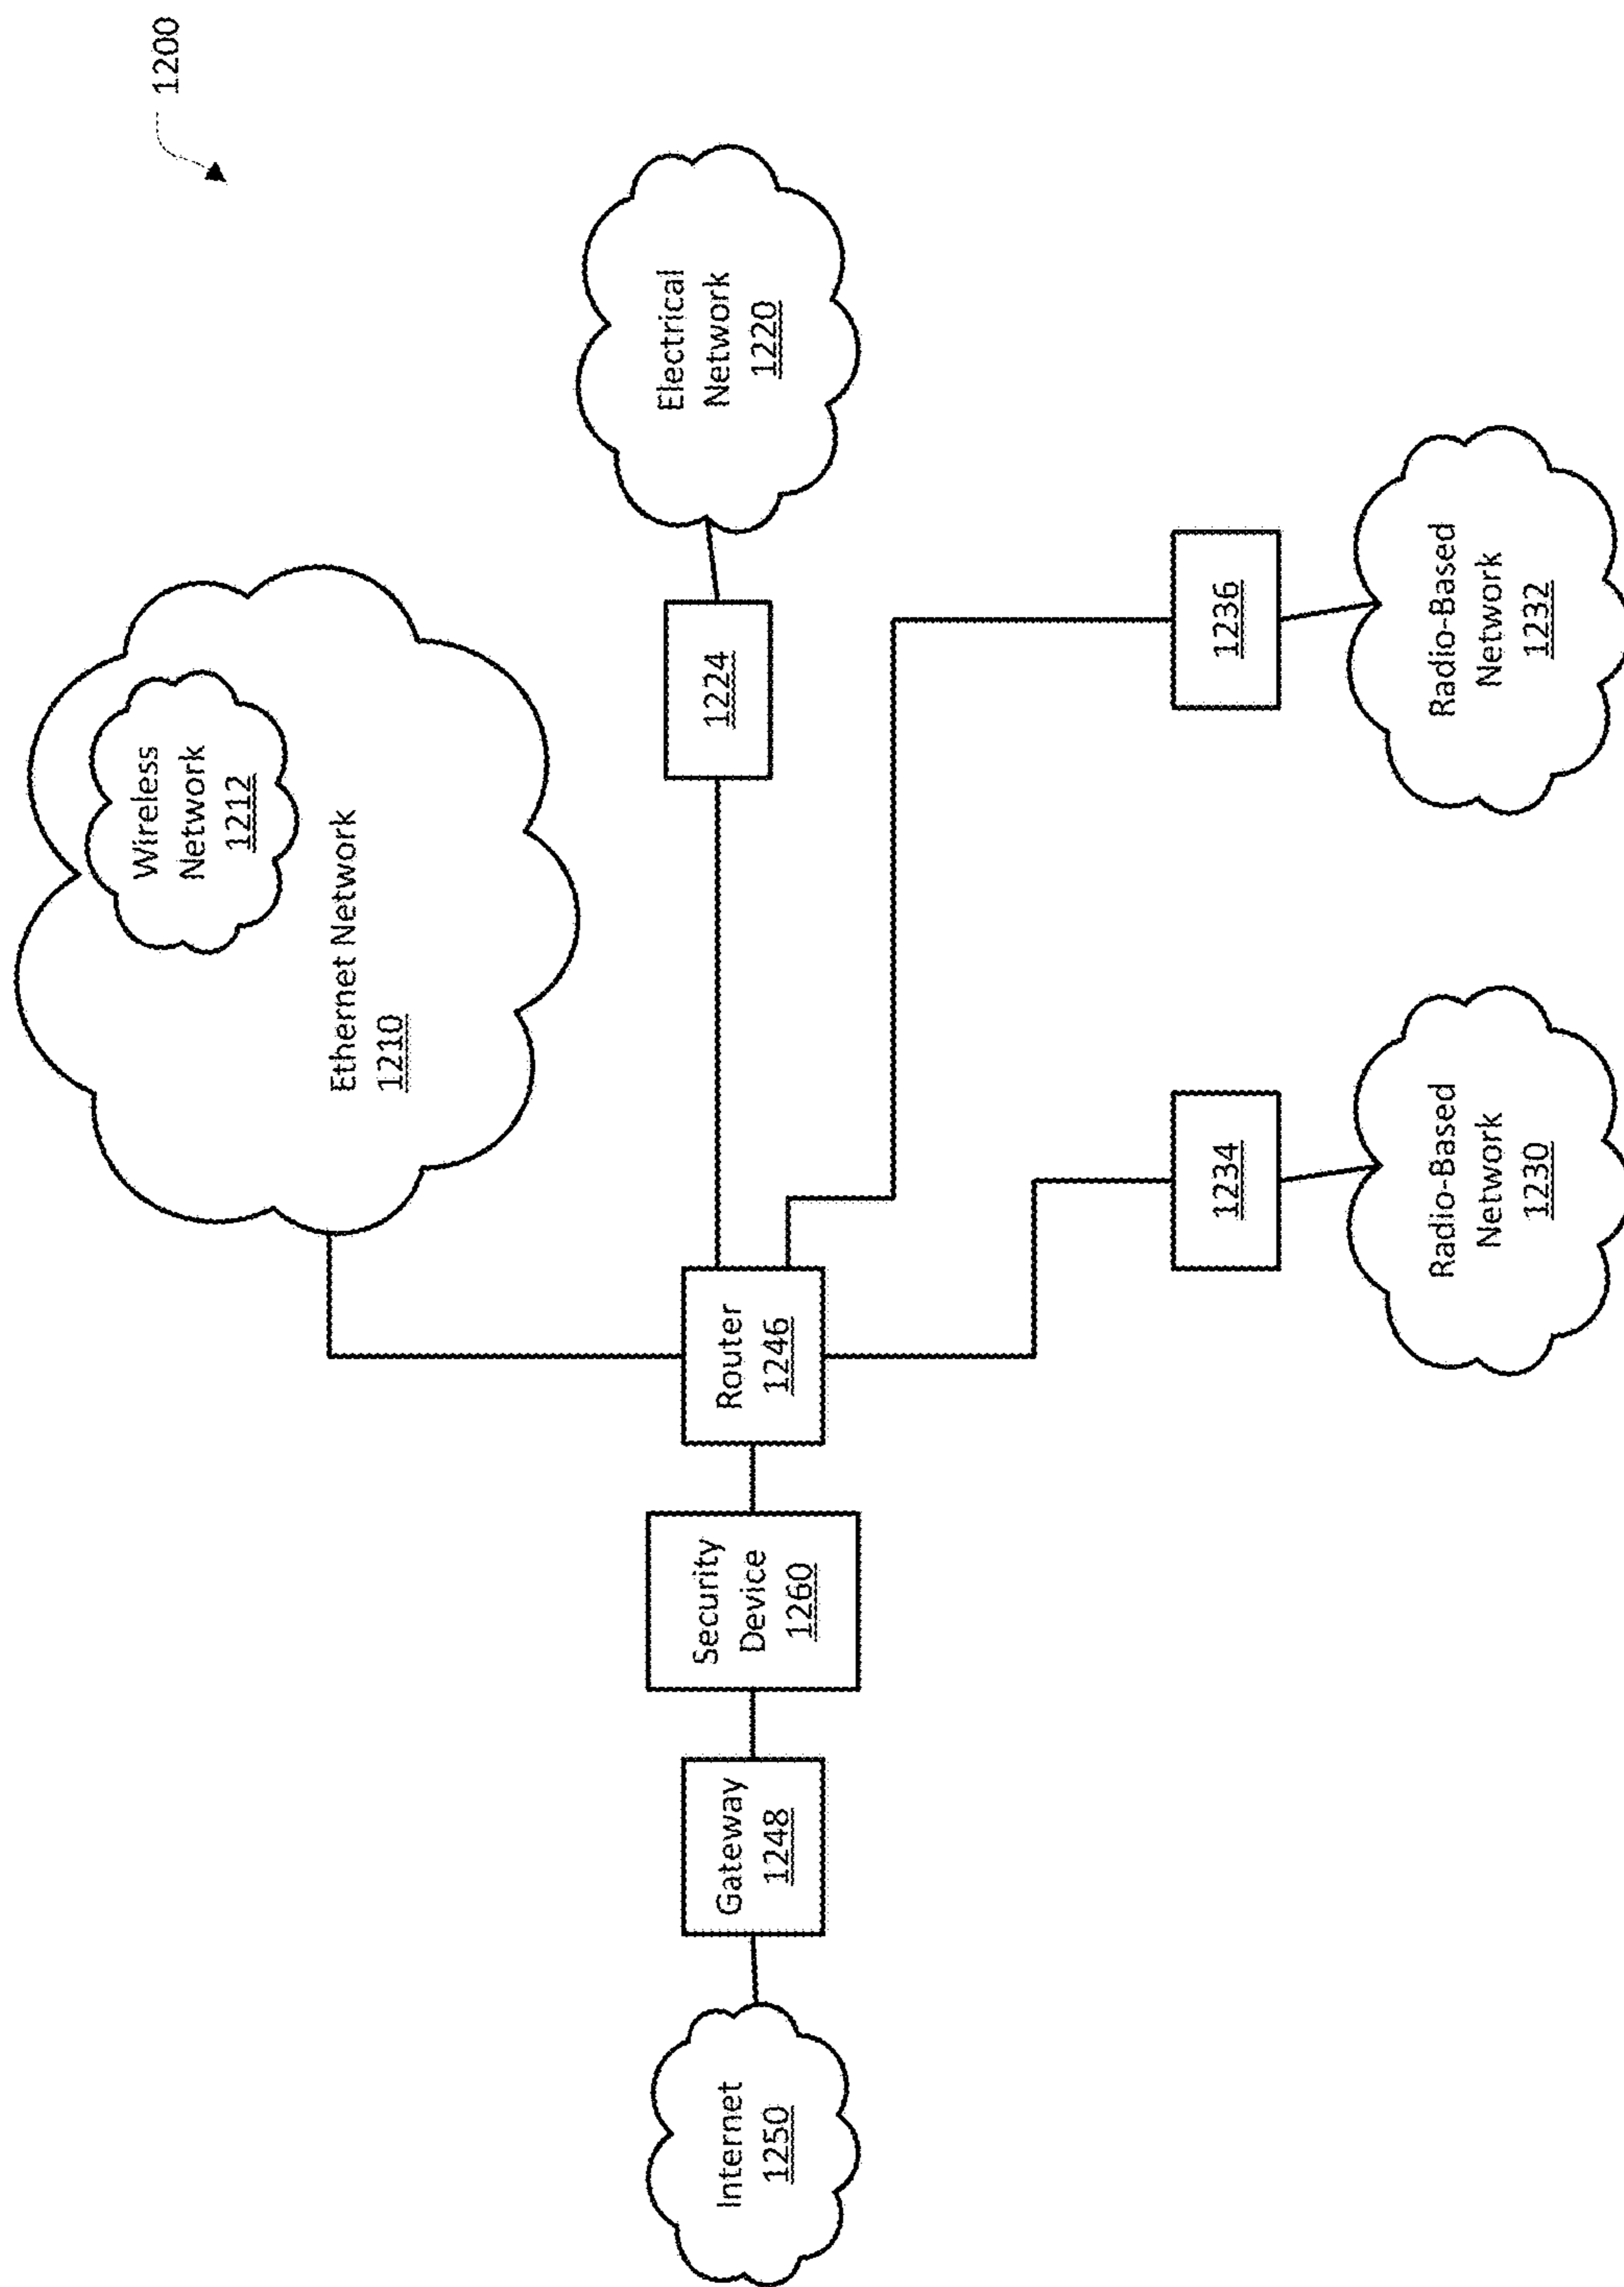 1200
Wireless
Network
1212
Ethernet Network
1210
Electrical
Network
1220
1224
Internet
1250
Gateway
1248
Security
Device
1260
Router
1246
1234
1236
Radio-Based
Network
1230
Radio-Based
Network
1232